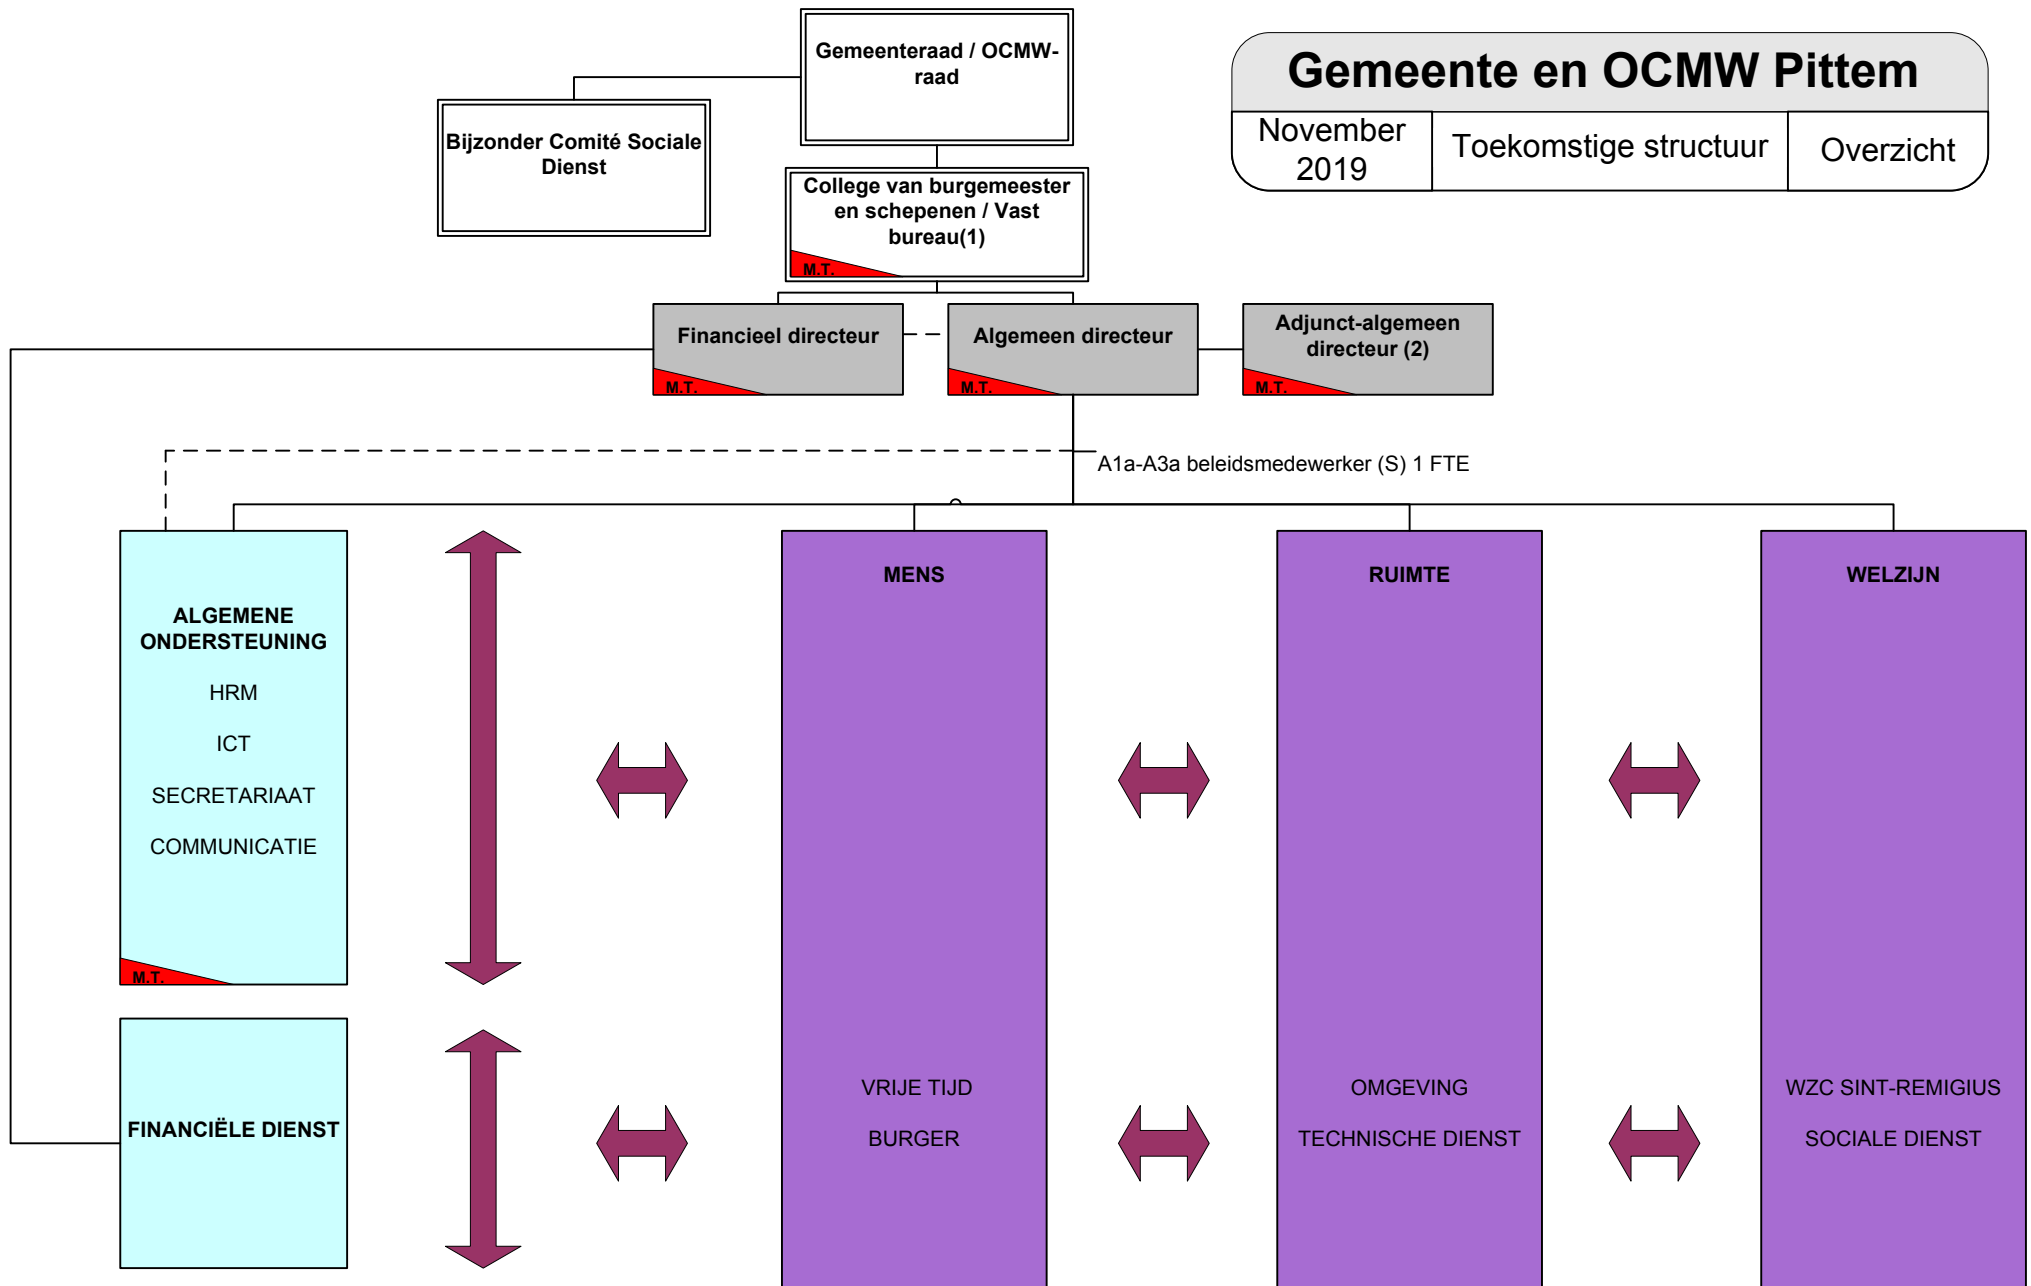 Gemeenteraad / OCMW-
raad
Gemeente en OCMW Pittem
November
2019
Toekomstige structuur
Overzicht
Bijzonder Comité Sociale
Dienst
College van burgemeester
en schepenen / Vast
bureau(1)
M.T.
Financieel directeur
M.T.
Algemeen directeur
M.T.
Adjunct-algemeen
directeur (2)
M.T.
A1a-A3a beleidsmedewerker (S) 1 FTE
ALGEMENE
ONDERSTEUNING
HRM
ICT
SECRETARIAAT
COMMUNICATIE
M.T.
FINANCIËLE DIENST
MENS
VRIJE TIJD
BURGER
RUIMTE
OMGEVING
TECHNISCHE DIENST
WELZIJN
WZC SINT-REMIGIUS
SOCIALE DIENST